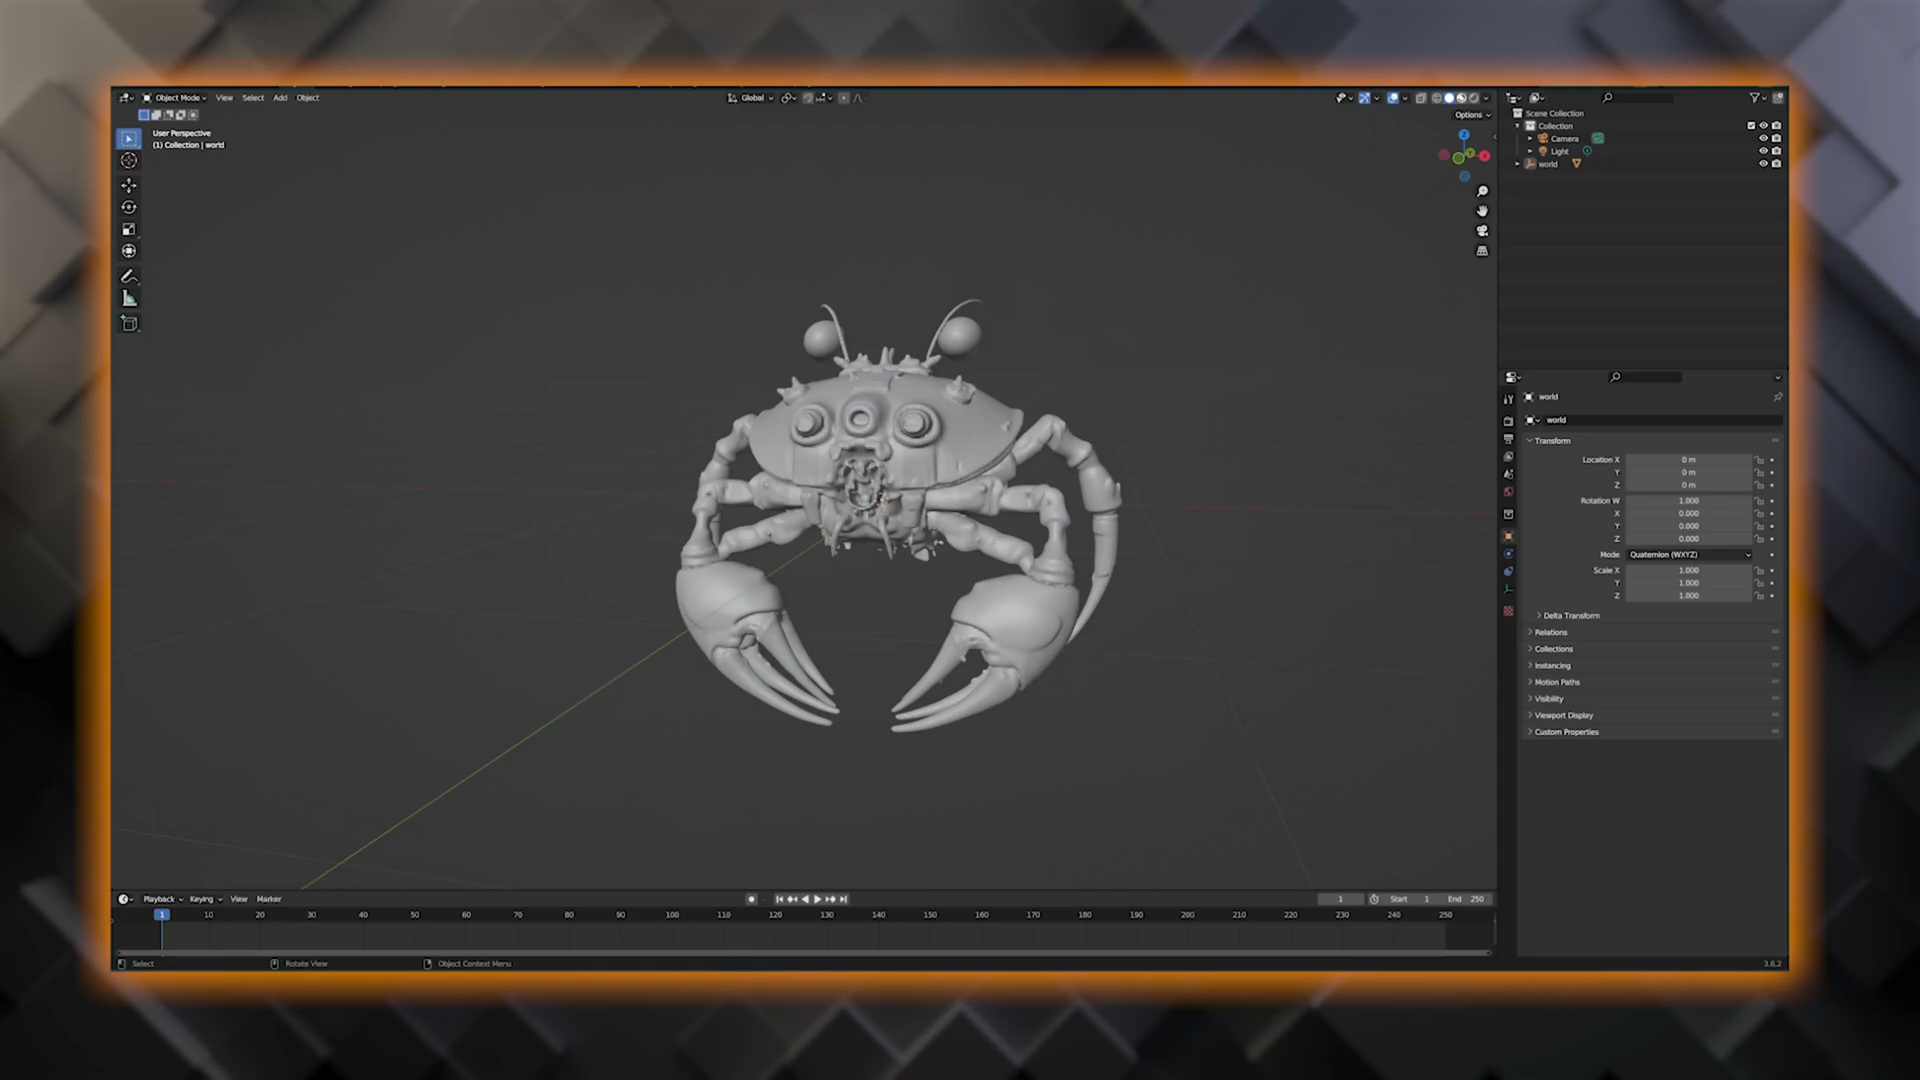 Object Mode View Select Add Object Global
Options
User Perspective
(1) Collection | world
Z
Scene Collection
Collection
Camera
Light
world
world
world
Transform
Location X 0 m
Y 0 m
Z 0 m
Rotation W 1.000
X 0.000
Y 0.000
Z 0.000
Mode Quaternion (WXYZ)
Scale X 1.000
Y 1.000
Z 1.000
Delta Transform
Relations
Collections
Instancing
Motion Paths
Visibility
Viewport Display
Custom Properties
Playback Keying View Marker 1 Start 1 End 250
1 10 20 30 40 50 60 70 80 90 100 110 120 130 140 150 160 170 180 190 200 210 220 230 240 250
Select Rotate View Object Context Menu 3.6.2